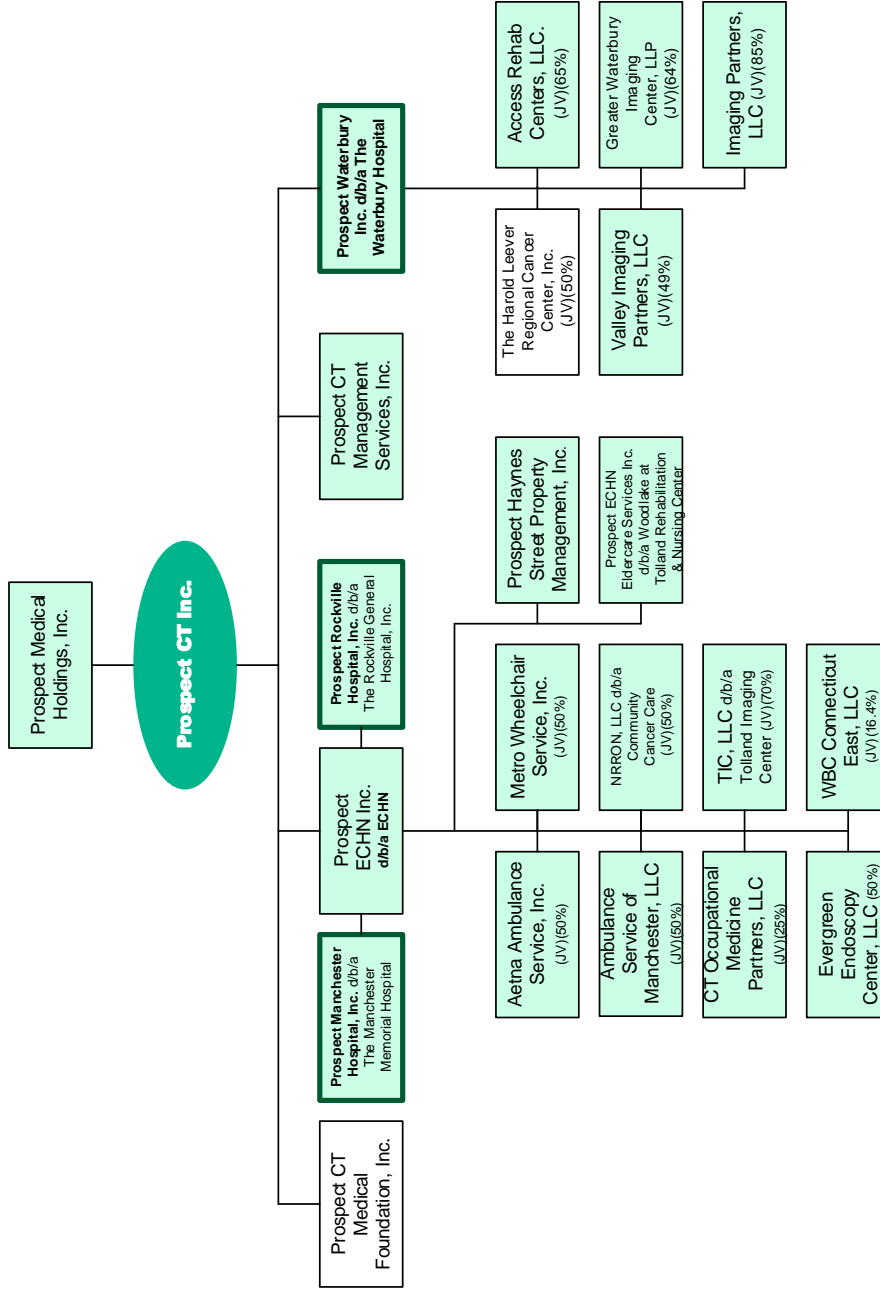 Prospect Medical
Holdings, Inc.
Prospect CT Inc.
Prospect CT
Medical
Foundation, Inc.
Prospect Manchester
Hospital, Inc. d/b/a
The Manchester
Memorial Hospital
Prospect
ECHN Inc.
d/b/a ECHN
Prospect Rockville
Hospital, Inc. d/b/a
The Rockville General
Hospital, Inc.
Prospect CT
Management
Services, Inc.
Prospect Waterbury
Inc. d/b/a The
Waterbury Hospital
Aetna Ambulance
Service, Inc.
(JV)(50%)
Metro Wheelchair
Service, Inc.
(JV)(50%)
Prospect Haynes
Street Property
Management, Inc.
The Harold Leever
Regional Cancer
Center, Inc.
(JV)(50%)
Access Rehab
Centers, LLC.
(JV)(65%)
Ambulance
Service of
Manchester, LLC
(JV)(50%)
NRRON, LLC d/b/a
Community
Cancer Care
(JV)(50%)
Prospect ECHN
Eldercare Services Inc.
d/b/a Woodlake at
Tolland Rehabilitation
& Nursing Center
Valley Imaging
Partners, LLC
(JV)(49%)
Greater Waterbury
Imaging
Center, LLP
(JV)(64%)
CT Occupational
Medicine
Partners, LLC
(JV)(25%)
TIC, LLC d/b/a
Tolland Imaging
Center (JV)(70%)
Imaging Partners,
LLC (JV)(85%)
Evergreen
Endoscopy
Center, LLC (50%)
WBC Connecticut
East, LLC
(JV)(16.4%)